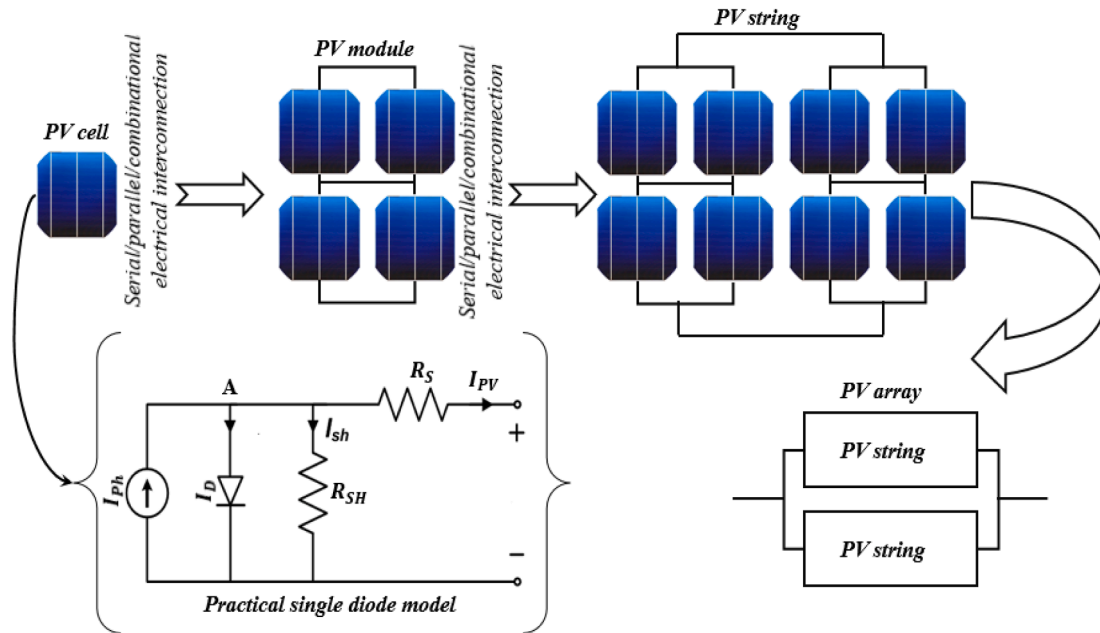 PV string
PV module
PV cell
Serial/parallel/combinational
electrical interconnection
Serial/parallel/combinational
electrical interconnection
A
R_S
I_PV
I_sh
+
I_Ph
I_D
R_SH
−
Practical single diode model
PV array
PV string
PV string